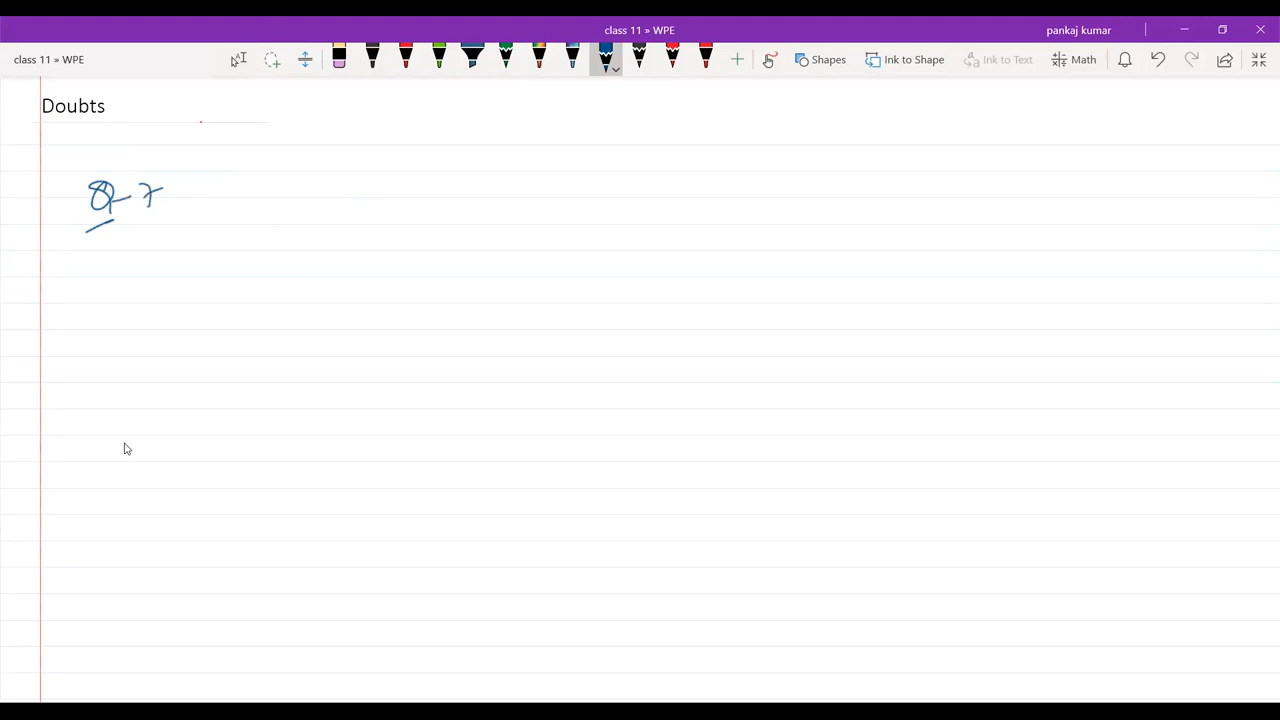 class 11 » WPE
pankaj kumar
class 11 » WPE
Shapes
Ink to Shape
Ink to Text
Math
Doubts
Q-7